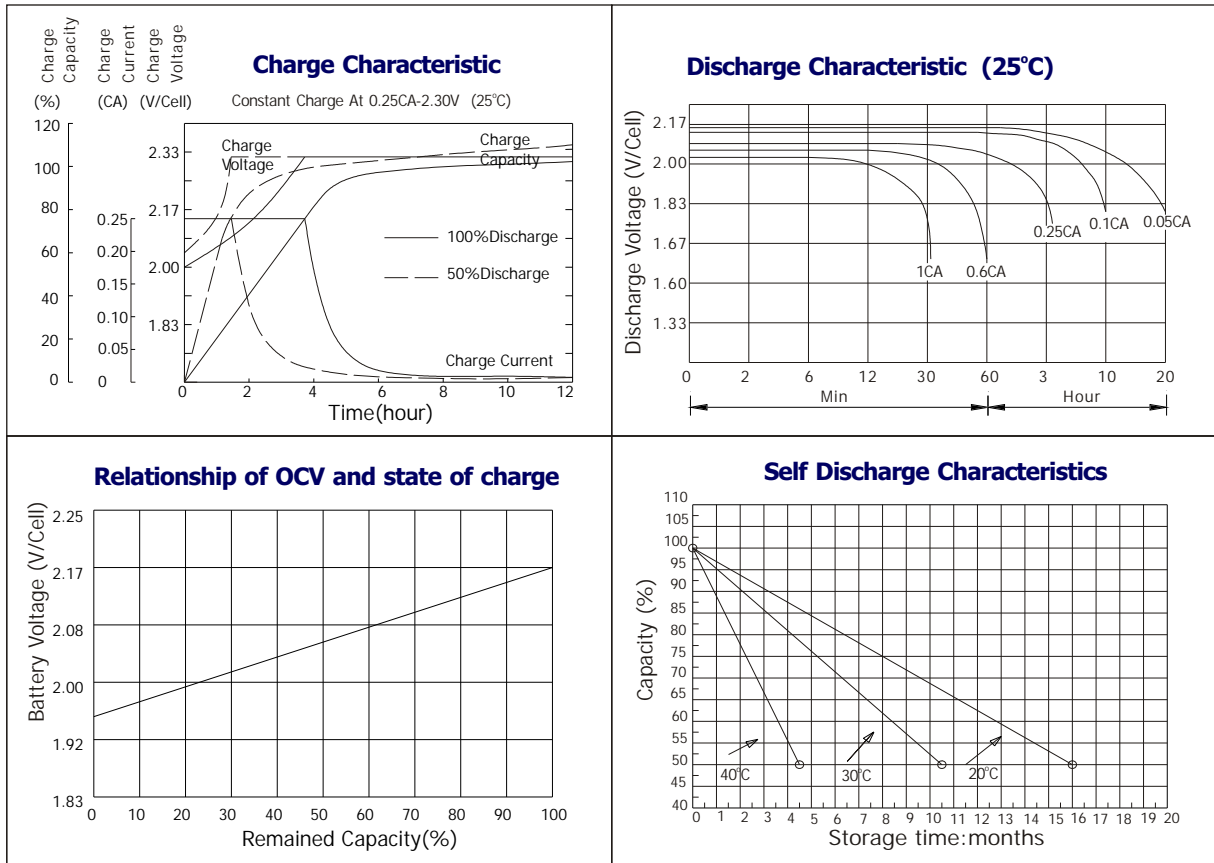 Charge Capacity
Charge Current
Charge Voltage
(%) (CA) (V/Cell)
Charge Characteristic
Constant Charge At 0.25CA-2.30V (25°C)
120
100
80
60
40
20
0
0.25
0.20
0.15
0.10
0.05
0
2.33
2.17
2.00
1.83
Charge
Voltage
Charge
Capacity
100%Discharge
50%Discharge
Charge Current
0 2 4 6 8 10 12
Time(hour)
Discharge Characteristic (25°C)
Discharge Voltage (V/Cell)
2.17
2.00
1.83
1.67
1.60
1.33
1CA 0.6CA 0.25CA 0.1CA 0.05CA
0 2 6 12 30 60 3 10 20
Min Hour
Relationship of OCV and state of charge
Battery Voltage (V/Cell)
2.25
2.17
2.08
2.00
1.92
1.83
0 10 20 30 40 50 60 70 80 90 100
Remained Capacity(%)
Self Discharge Characteristics
Capacity (%)
110
105
100
95
90
85
80
75
70
65
60
55
50
45
40
40°C 30°C 20°C
0 1 2 3 4 5 6 7 8 9 10 11 12 13 14 15 16 17 18 19 20
Storage time:months